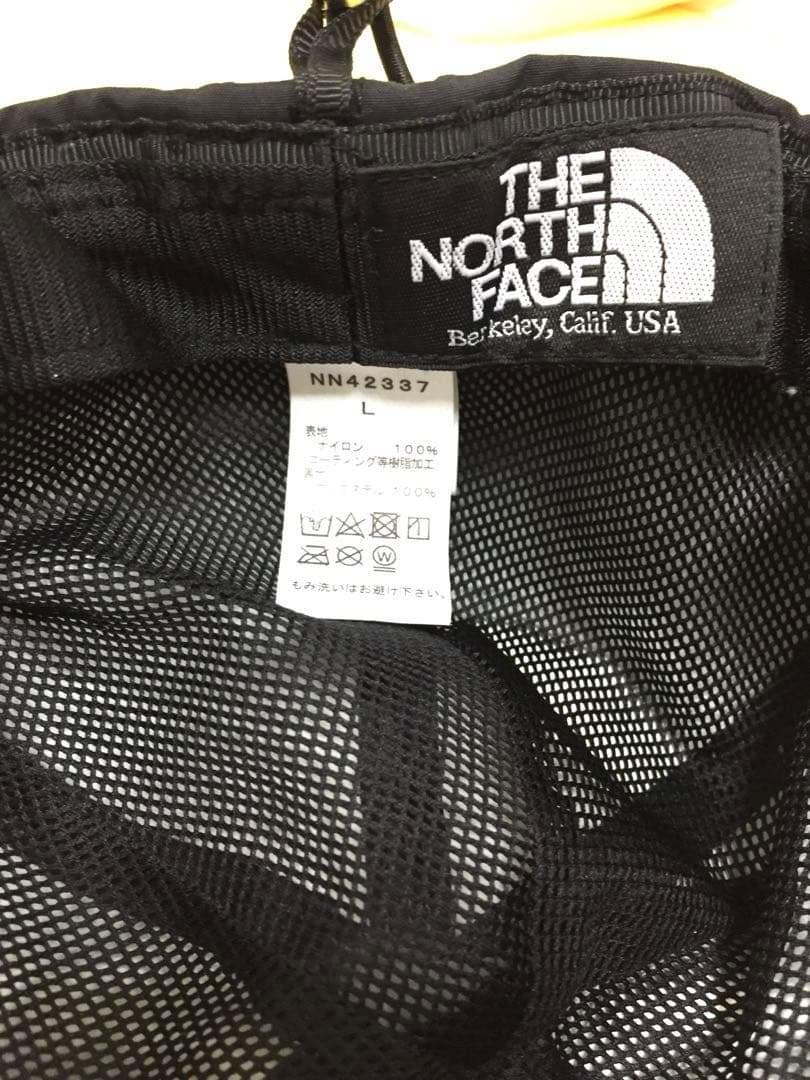 THE
NORTH
FACE
Berkeley, Calif. USA
NN42337
L
表地
ナイロン 100%
コーティング等樹脂加工
100%
W
もみ洗いはお避け下さい。